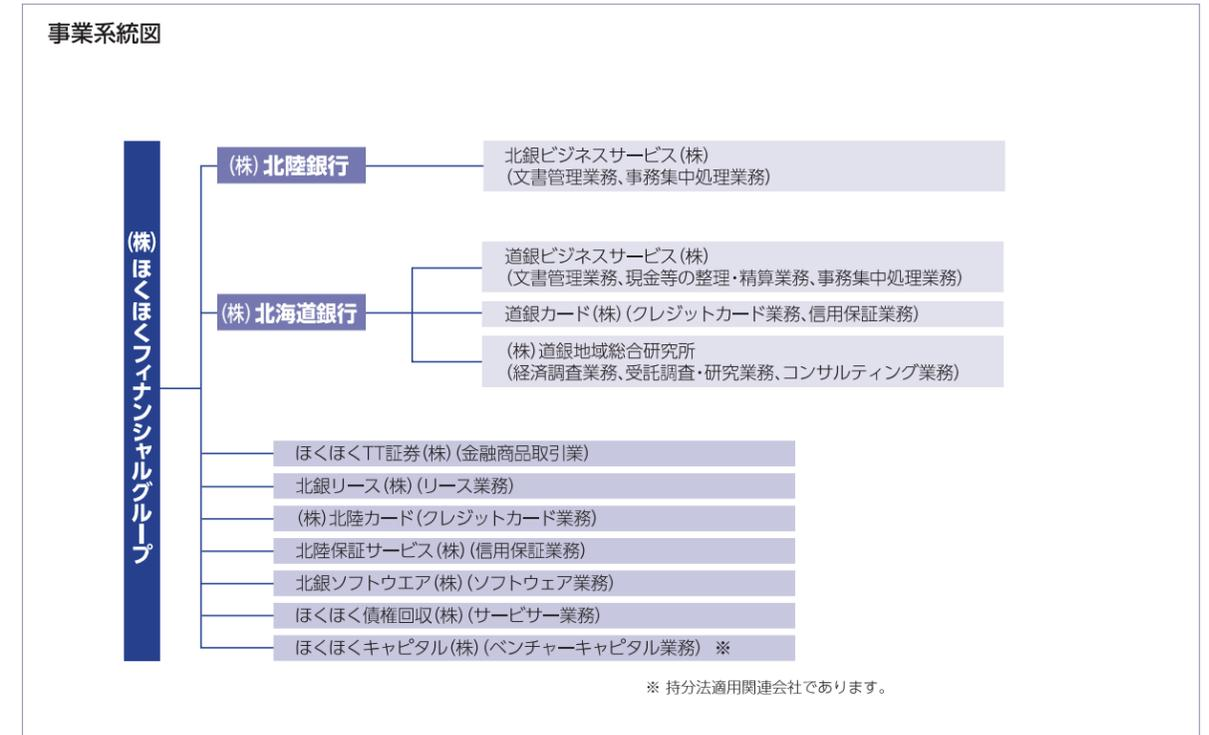 事業系統図
(株)ほくほくフィナンシャルグループ
(株)北陸銀行
北銀ビジネスサービス(株)
(文書管理業務、事務集中処理業務)
(株)北海道銀行
道銀ビジネスサービス(株)
(文書管理業務、現金等の整理・精算業務、事務集中処理業務)
道銀カード(株)(クレジットカード業務、信用保証業務)
(株)道銀地域総合研究所
(経済調査業務、受託調査・研究業務、コンサルティング業務)
ほくほくTT証券(株)(金融商品取引業)
北銀リース(株)(リース業務)
(株)北陸カード(クレジットカード業務)
北陸保証サービス(株)(信用保証業務)
北銀ソフトウエア(株)(ソフトウェア業務)
ほくほく債権回収(株)(サービサー業務)
ほくほくキャピタル(株)(ベンチャーキャピタル業務) ※
※ 持分法適用関連会社であります。